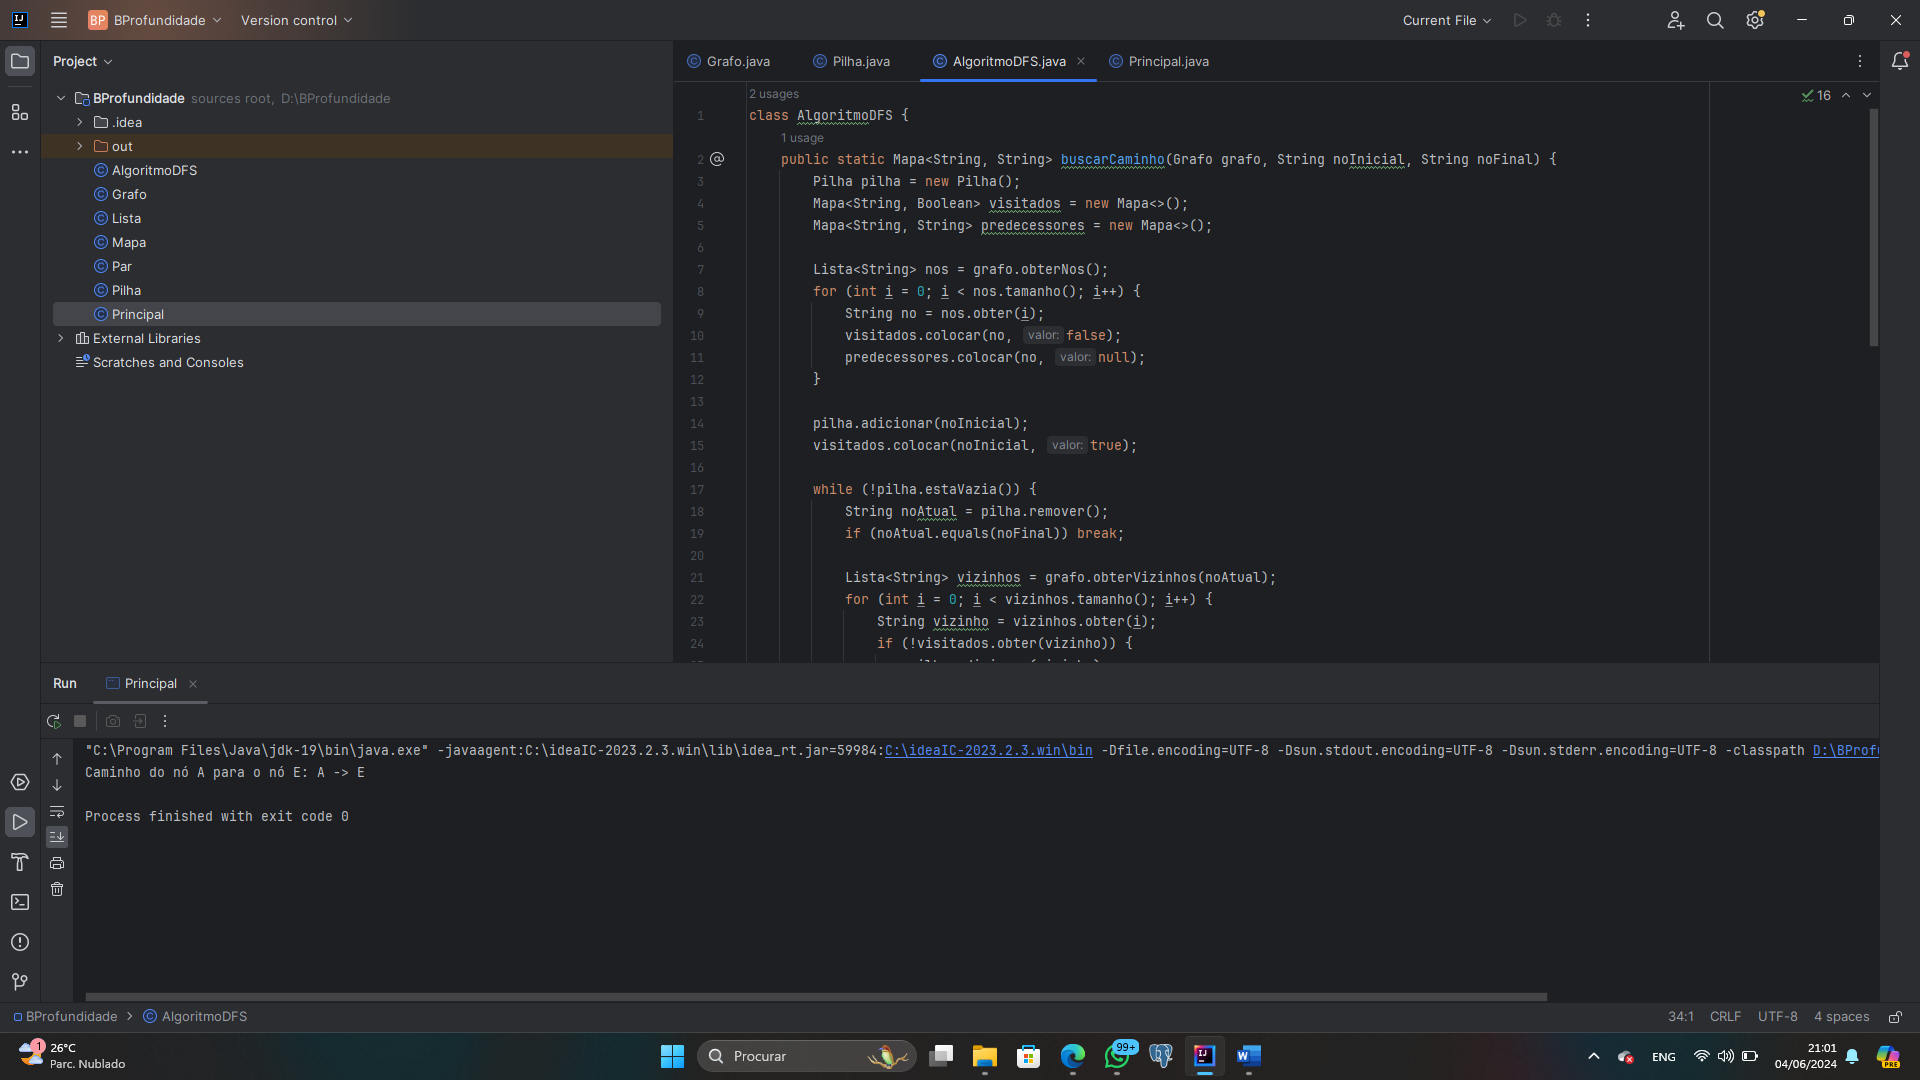 BP BProfundidade Version control Current File
Project
BProfundidade sources root, D:\BProfundidade
.idea
out
AlgoritmoDFS
Grafo
Lista
Mapa
Par
Pilha
Principal
External Libraries
Scratches and Consoles
Grafo.java Pilha.java AlgoritmoDFS.java Principal.java
16
2 usages
1 class AlgoritmoDFS {
1 usage
2 public static Mapa<String, String> buscarCaminho(Grafo grafo, String noInicial, String noFinal) {
3 Pilha pilha = new Pilha();
4 Mapa<String, Boolean> visitados = new Mapa<>();
5 Mapa<String, String> predecessores = new Mapa<>();
6
7 Lista<String> nos = grafo.obterNos();
8 for (int i = 0; i < nos.tamanho(); i++) {
9 String no = nos.obter(i);
10 visitados.colocar(no, valor: false);
11 predecessores.colocar(no, valor: null);
12 }
13
14 pilha.adicionar(noInicial);
15 visitados.colocar(noInicial, valor: true);
16
17 while (!pilha.estaVazia()) {
18 String noAtual = pilha.remover();
19 if (noAtual.equals(noFinal)) break;
20
21 Lista<String> vizinhos = grafo.obterVizinhos(noAtual);
22 for (int i = 0; i < vizinhos.tamanho(); i++) {
23 String vizinho = vizinhos.obter(i);
24 if (!visitados.obter(vizinho)) {
Run Principal
"C:\Program Files\Java\jdk-19\bin\java.exe" -javaagent:C:\ideaIC-2023.2.3.win\lib\idea_rt.jar=59984:C:\ideaIC-2023.2.3.win\bin -Dfile.encoding=UTF-8 -Dsun.stdout.encoding=UTF-8 -Dsun.stderr.encoding=UTF-8 -classpath D:\BProf
Caminho do nó A para o nó E: A -> E
Process finished with exit code 0
BProfundidade AlgoritmoDFS 34:1 CRLF UTF-8 4 spaces
1 26°C
Parc. Nublado
Procurar
99+
ENG
21:01
04/06/2024